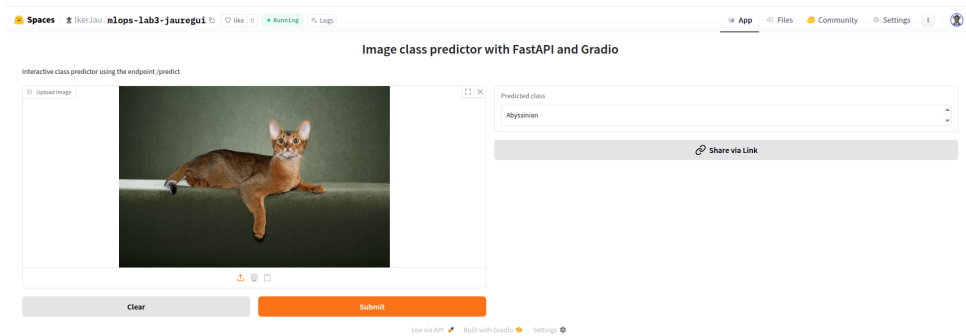 Spaces IkerJau mlops-lab3-jauregui like 0 Running Logs App Files Community Settings
Image class predictor with FastAPI and Gradio
Interactive class predictor using the endpoint /predict
Upload Image
Predicted class
Abyssinian
Share via Link
Clear Submit
Use via API · Built with Gradio · Settings